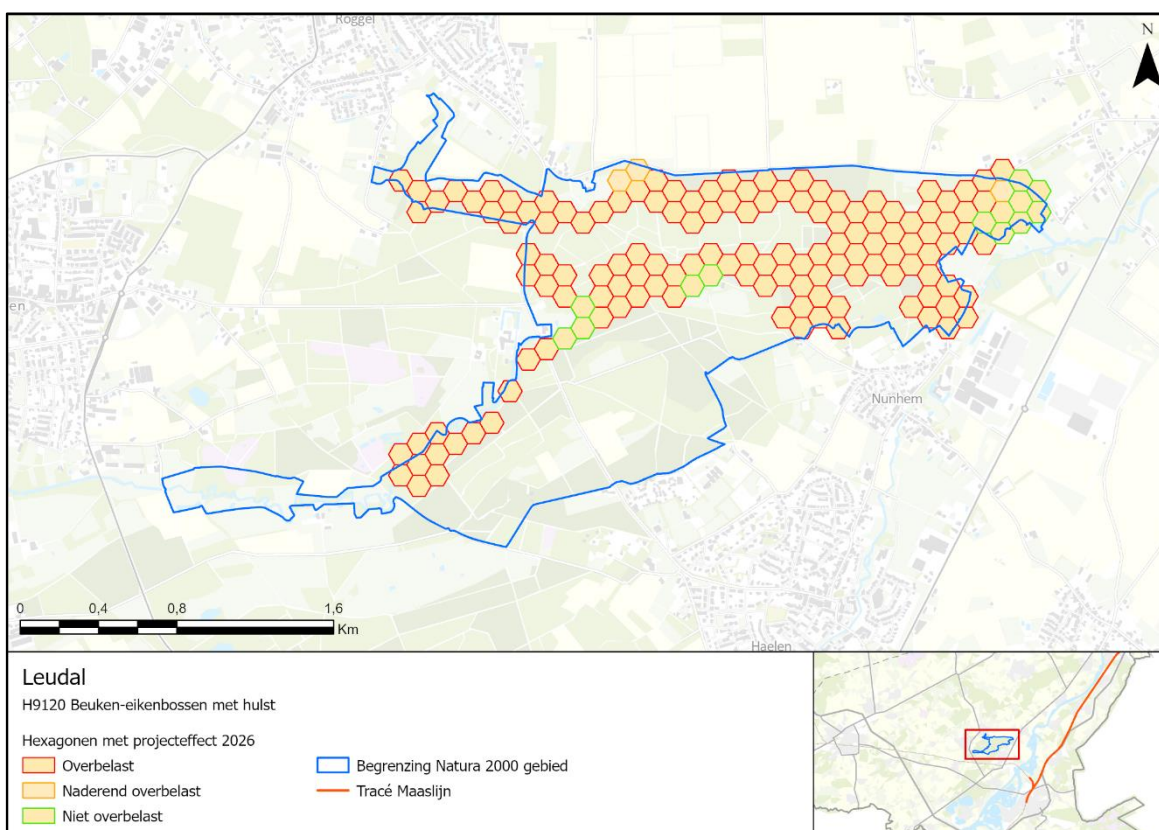 Roggel
N
en
Nunhem
Haelen
0 0,4 0,8 1,6
Km
Leudal
H9120 Beuken-eikenbossen met hulst
Hexagonen met projecteffect 2026
Overbelast
Naderend overbelast
Niet overbelast
Begrenzing Natura 2000 gebied
Tracé Maaslijn